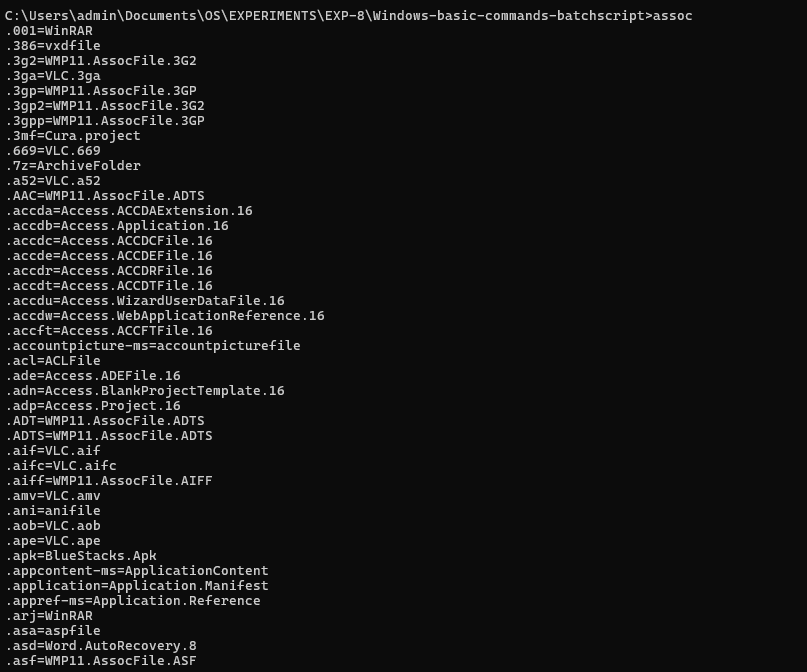 C:\Users\admin\Documents\OS\EXPERIMENTS\EXP-8\Windows-basic-commands-batchscript>assoc
.001=WinRAR
.386=vxdfile
.3g2=WMP11.AssocFile.3G2
.3ga=VLC.3ga
.3gp=WMP11.AssocFile.3GP
.3gp2=WMP11.AssocFile.3G2
.3gpp=WMP11.AssocFile.3GP
.3mf=Cura.project
.669=VLC.669
.7z=ArchiveFolder
.a52=VLC.a52
.AAC=WMP11.AssocFile.ADTS
.accda=Access.ACCDAExtension.16
.accdb=Access.Application.16
.accdc=Access.ACCDCFile.16
.accde=Access.ACCDEFile.16
.accdr=Access.ACCDRFile.16
.accdt=Access.ACCDTFile.16
.accdu=Access.WizardUserDataFile.16
.accdw=Access.WebApplicationReference.16
.accft=Access.ACCFTFile.16
.accountpicture-ms=accountpicturefile
.acl=ACLFile
.ade=Access.ADEFile.16
.adn=Access.BlankProjectTemplate.16
.adp=Access.Project.16
.ADT=WMP11.AssocFile.ADTS
.ADTS=WMP11.AssocFile.ADTS
.aif=VLC.aif
.aifc=VLC.aifc
.aiff=WMP11.AssocFile.AIFF
.amv=VLC.amv
.ani=anifile
.aob=VLC.aob
.ape=VLC.ape
.apk=BlueStacks.Apk
.appcontent-ms=ApplicationContent
.application=Application.Manifest
.appref-ms=Application.Reference
.arj=WinRAR
.asa=aspfile
.asd=Word.AutoRecovery.8
.asf=WMP11.AssocFile.ASF